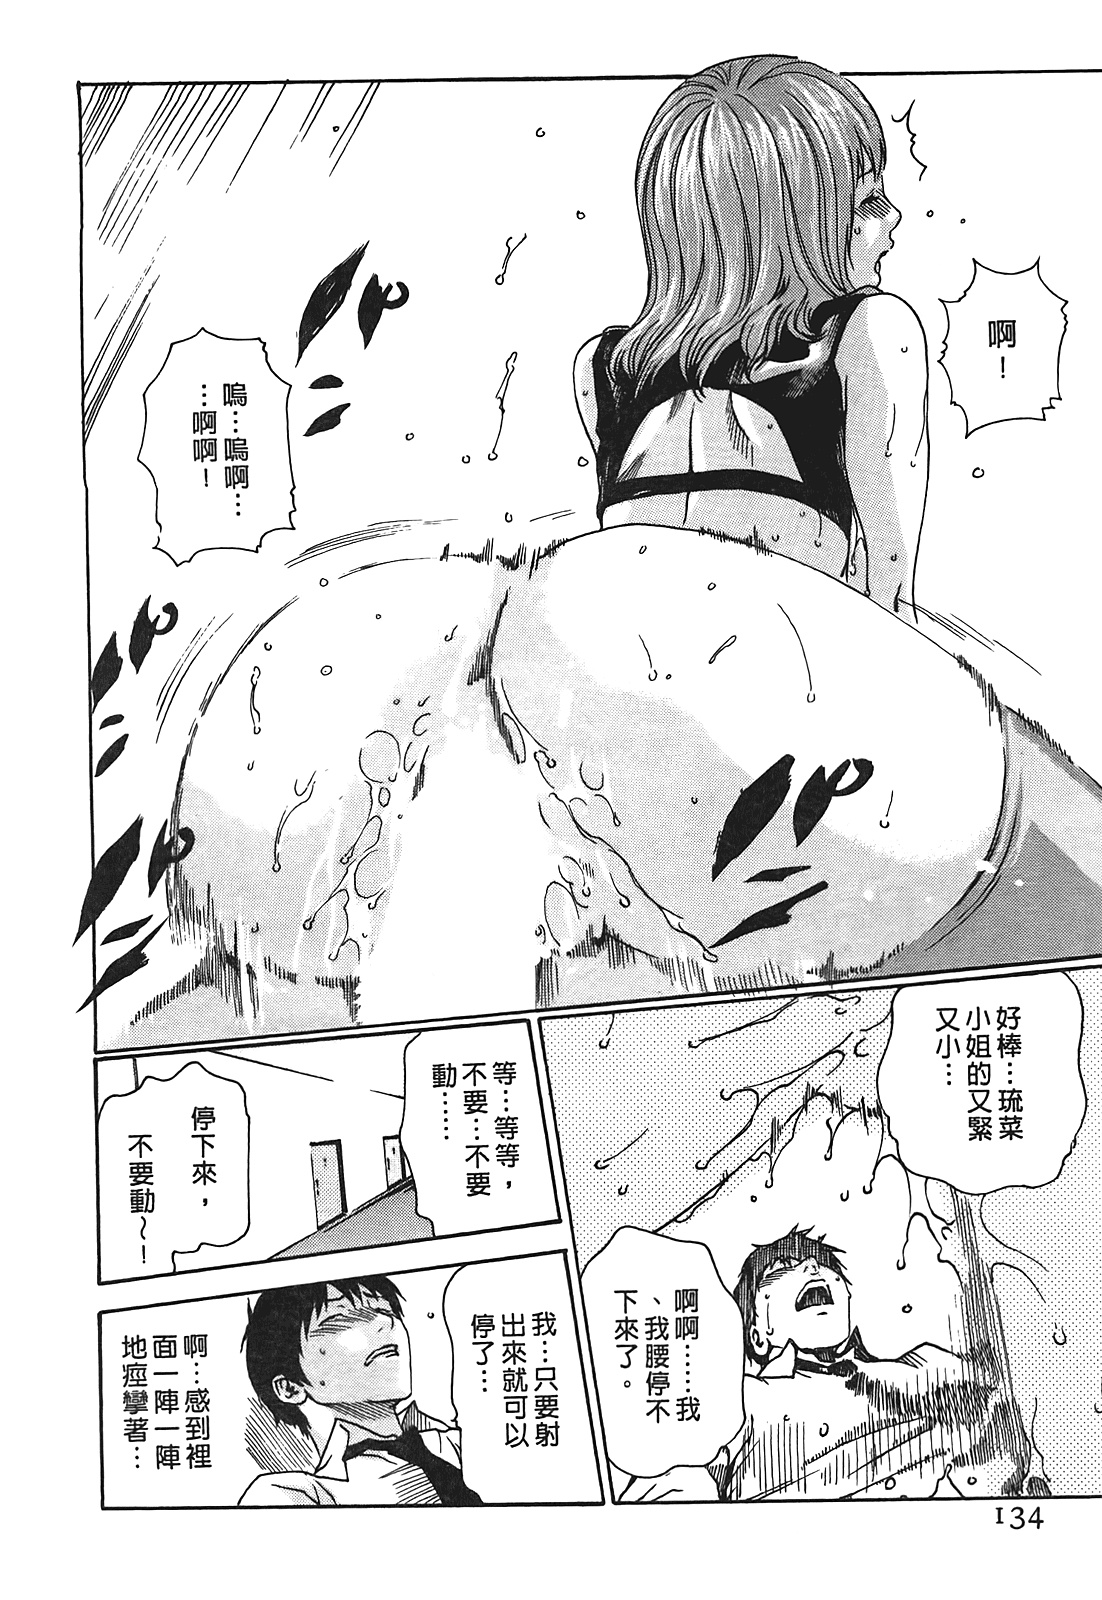 啊！
嗚…嗚啊…
…啊啊！
好棒…琉菜
小姐的又緊
又小…
啊啊……我
、我腰停不
下來了。
等…等等，
不要…不要
動……
停下來，
不要動～！
我…只要射
出來就可以
停了…
啊…感到裡
面一陣一陣
地痙攣著…
134